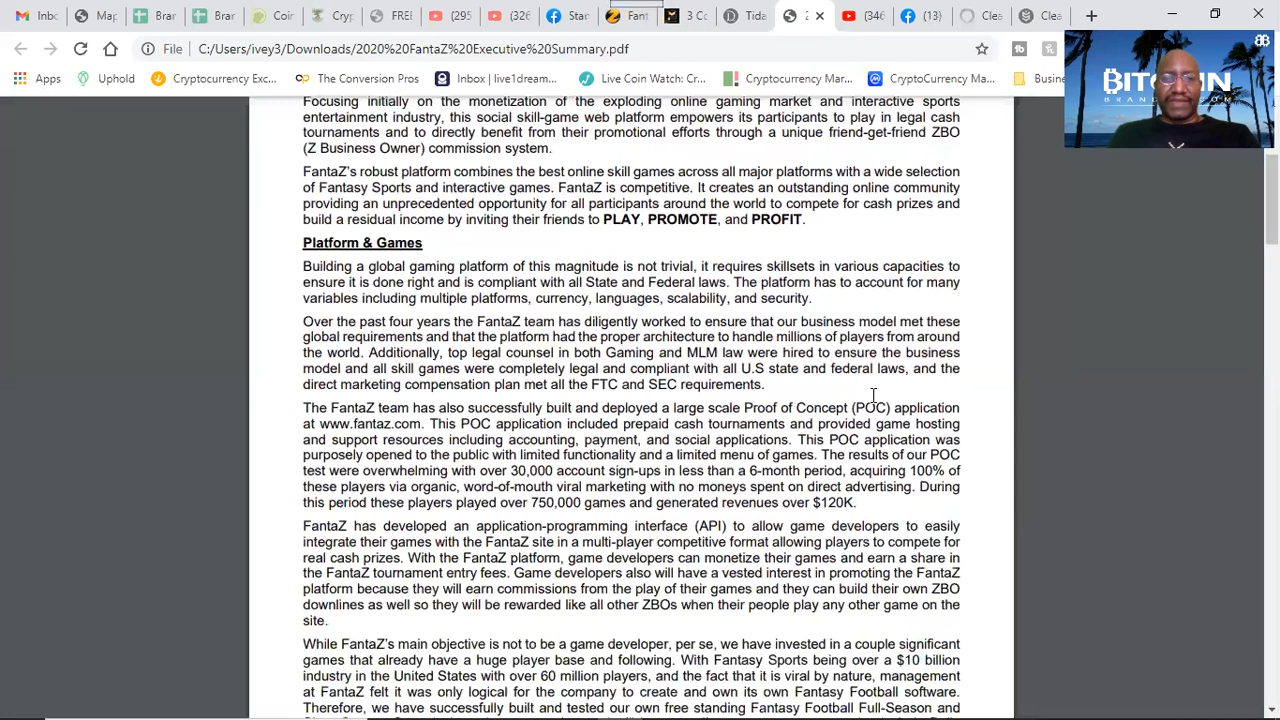 Map
Brar
Brar
Coin
Cr
FRE
(295
(326
Star
Fant
3 Co
Tida
2
(346
(13)
Clea
Clea
File
C:/Users/ivey3/Downloads/2020%20FantaZ%20Executive%20Summary.pdf
Apps
Uphold
Cryptocurrency Exc...
The Conversion Pro...
Inbox | live1dream...
Live Coin Watch: Cr...
Cryptocurrency Mar...
CryptoCurrency Ma...
Busine
BITCOIN
Focusing initially on the monetization of the exploding online gaming market and interactive sports
entertainment industry, this social skill-game web platform empowers its participants to play in legal cash
tournaments and to directly benefit from their promotional efforts through a unique friend-get-friend ZBO
(Z Business Owner) commission system.
FantaZ's robust platform combines the best online skill games across all major platforms with a wide selection
of Fantasy Sports and interactive games. FantaZ is competitive. It creates an outstanding online community
providing an unprecedented opportunity for all participants around the world to compete for cash prizes and
build a residual income by inviting their friends to PLAY, PROMOTE, and PROFIT.
Platform & Games
Building a global gaming platform of this magnitude is not trivial, it requires skillsets in various capacities to
ensure it is done right and is compliant with all State and Federal laws. The platform has to account for many
variables including multiple platforms, currency, languages, scalability, and security.
Over the past four years the FantaZ team has diligently worked to ensure that our business model met these
global requirements and that the platform had the proper architecture to handle millions of players from around
the world. Additionally, top legal counsel in both Gaming and MLM law were hired to ensure the business
model and all skill games were completely legal and compliant with all U.S state and federal laws, and the
direct marketing compensation plan met all the FTC and SEC requirements.
The FantaZ team has also successfully built and deployed a large scale Proof of Concept (POC) application
at www.fantaz.com. This POC application included prepaid cash tournaments and provided game hosting
and support resources including accounting, payment, and social applications. This POC application was
purposely opened to the public with limited functionality and a limited menu of games. The results of our POC
test were overwhelming with over 30,000 account sign-ups in less than a 6-month period, acquiring 100% of
these players via organic, word-of-mouth viral marketing with no moneys spent on direct advertising. During
this period these players played over 750,000 games and generated revenues over $120K.
FantaZ has developed an application-programming interface (API) to allow game developers to easily
integrate their games with the FantaZ site in a multi-player competitive format allowing players to compete for
real cash prizes. With the FantaZ platform, game developers can monetize their games and earn a share in
the FantaZ tournament entry fees. Game developers also will have a vested interest in promoting the FantaZ
platform because they will earn commissions from the play of their games and they can build their own ZBO
downlines as well so they will be rewarded like all other ZBOs when their people play any other game on the
site.
While FantaZ's main objective is not to be a game developer, per se, we have invested in a couple significant
games that already have a huge player base and following. With Fantasy Sports being over a $10 billion
industry in the United States with over 60 million players, and the fact that it is viral by nature, management
at FantaZ felt it was only logical for the company to create and own its own Fantasy Football software.
Therefore, we have successfully built and tested our own free standing Fantasy Football Full-Season and